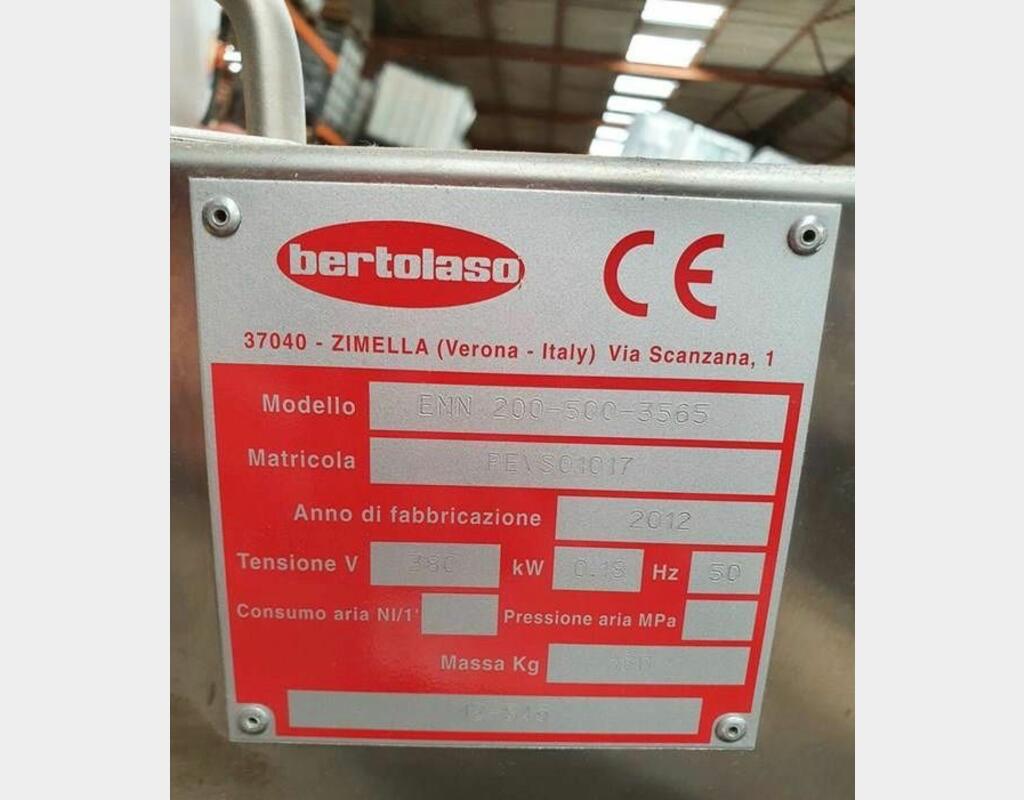 bertolaso CE
37040 - ZIMELLA (Verona - Italy) Via Scanzana, 1
Modello EMN 200-500-3565
Matricola
Anno di fabbricazione 2012
Tensione V 380 kW 0.18 Hz 50
Consumo aria Nl/1' Pressione aria MPa
Massa Kg